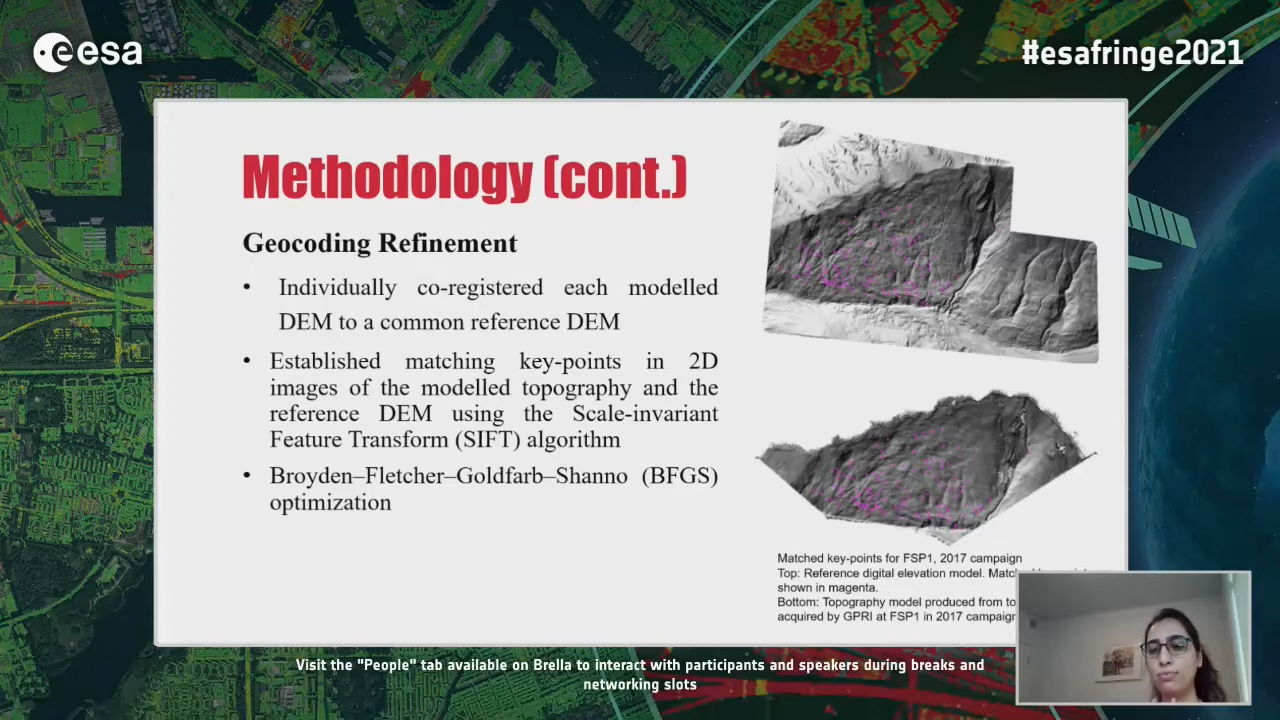 esa
#esafringe2021
Methodology (cont.)
Geocoding Refinement
• Individually co-registered each modelled
DEM to a common reference DEM
• Established matching key-points in 2D
images of the modelled topography and the
reference DEM using the Scale-invariant
Feature Transform (SIFT) algorithm
• Broyden–Fletcher–Goldfarb–Shanno (BFGS)
optimization
Matched key-points for FSP1, 2017 campaign
Top: Reference digital elevation model.
shown in magenta.
Bottom: Topography model produced from
acquired by GPRI at FSP1 in 2017 campaign
Visit the "People" tab available on Brella to interact with participants and speakers during breaks and
networking slots